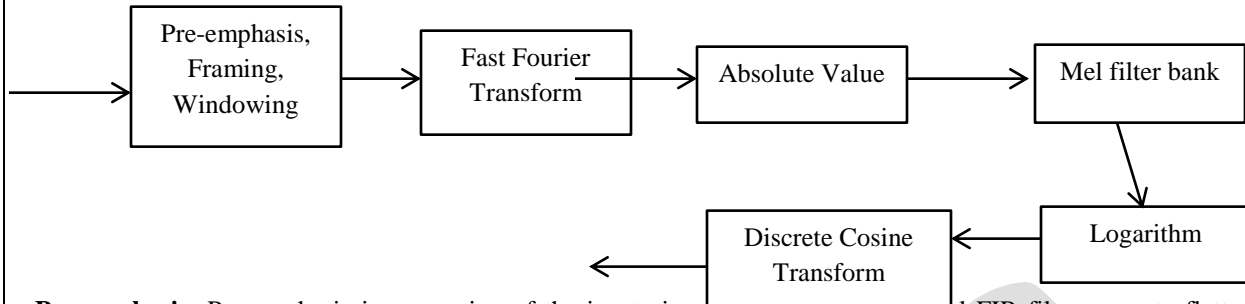 Pre-emphasis,
Framing,
Windowing
Fast Fourier
Transform
Absolute Value
Mel filter bank
Logarithm
Discrete Cosine
Transform